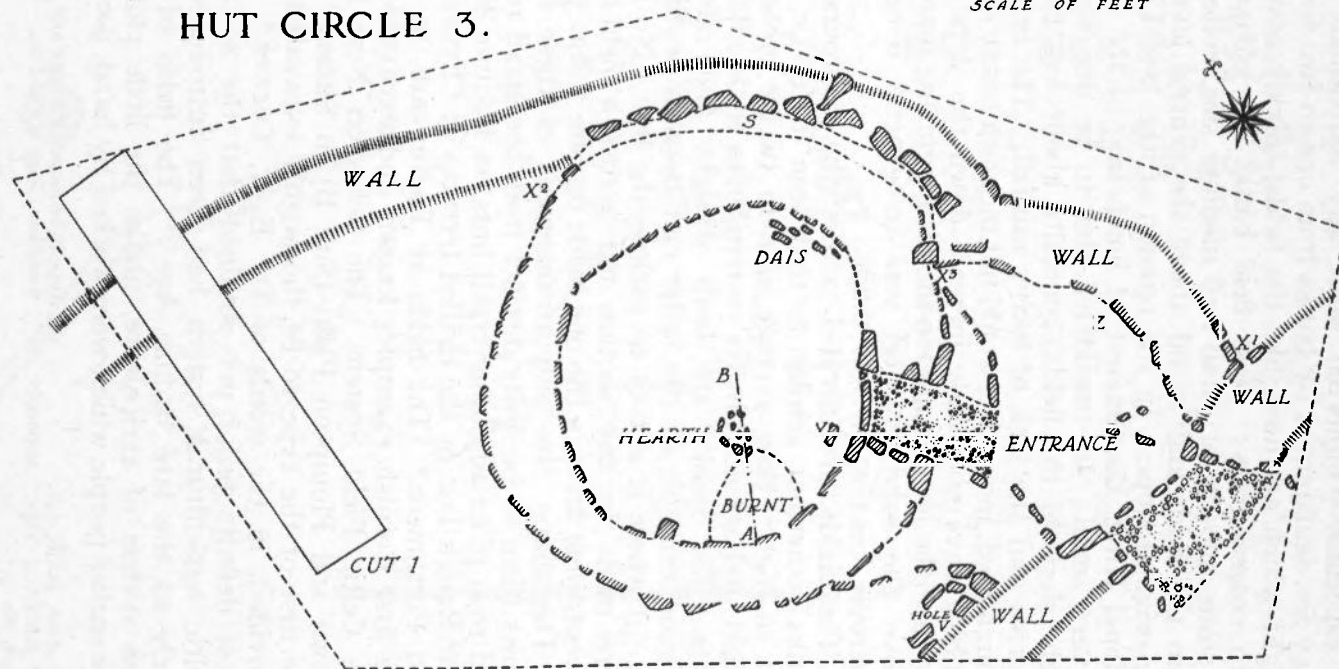 SCALE OF FEET
HUT CIRCLE 3.
S
WALL
X²
DAIS
X³
WALL
Z
X¹
WALL
B
HEARTH
Y
ENTRANCE
BURNT
A
CUT 1
HOLE
V
WALL